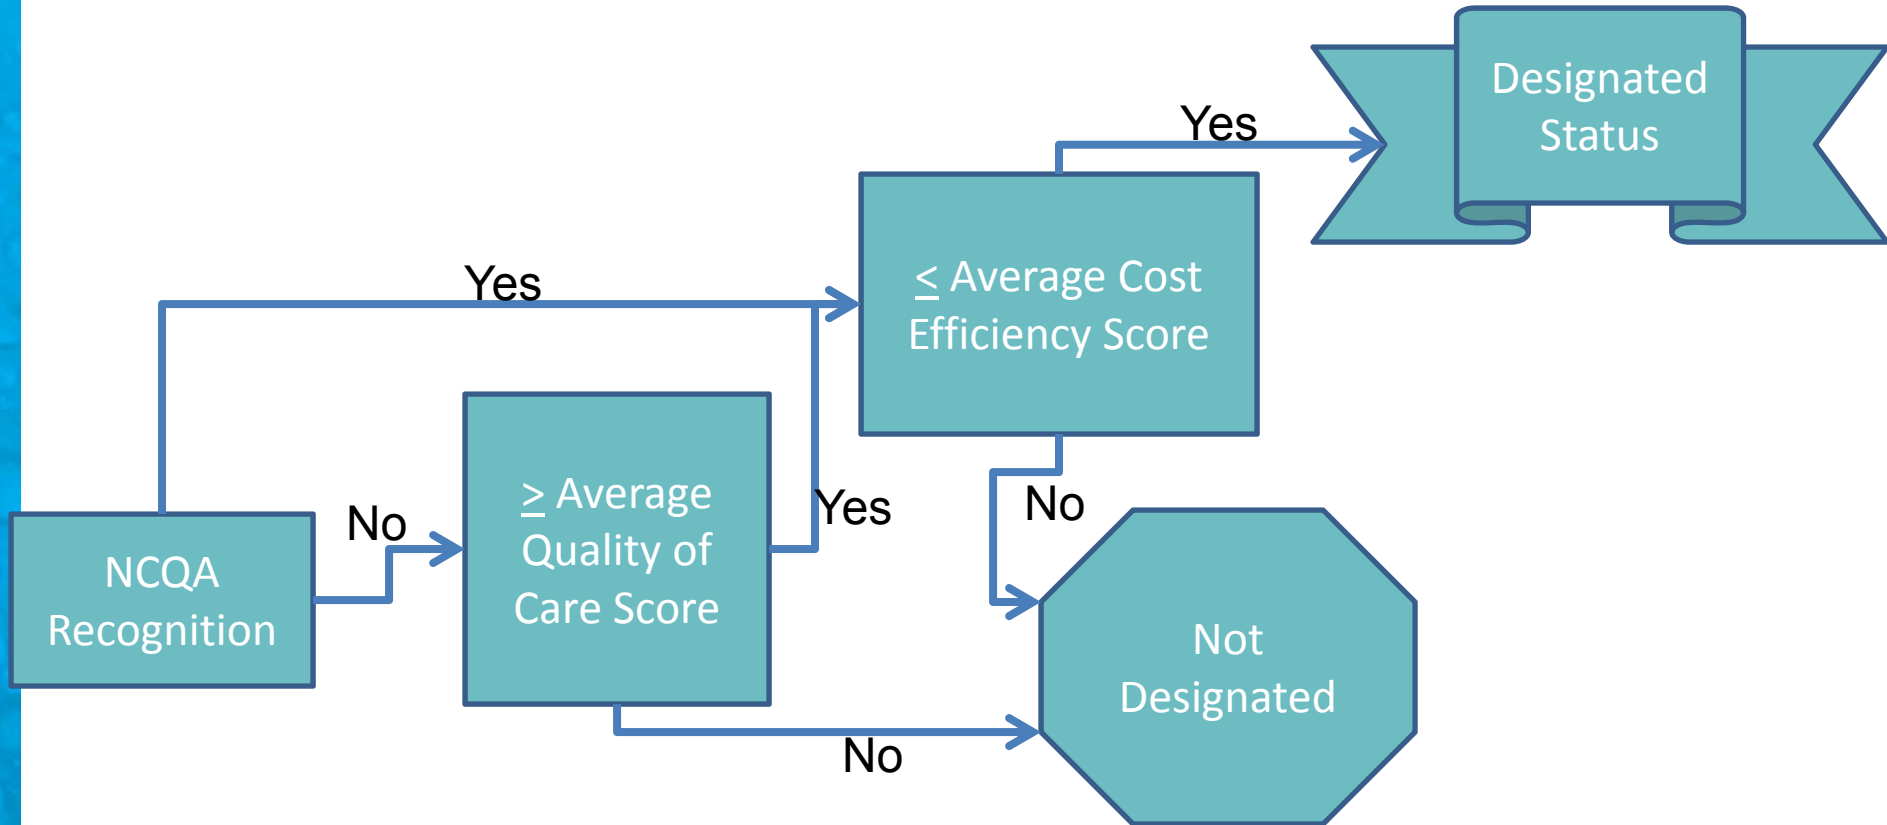 Designated
Status
Yes
≤ Average Cost
Efficiency Score
Yes
≥ Average
Quality of
Care Score
Yes
No
No
NCQA
Recognition
Not
Designated
No